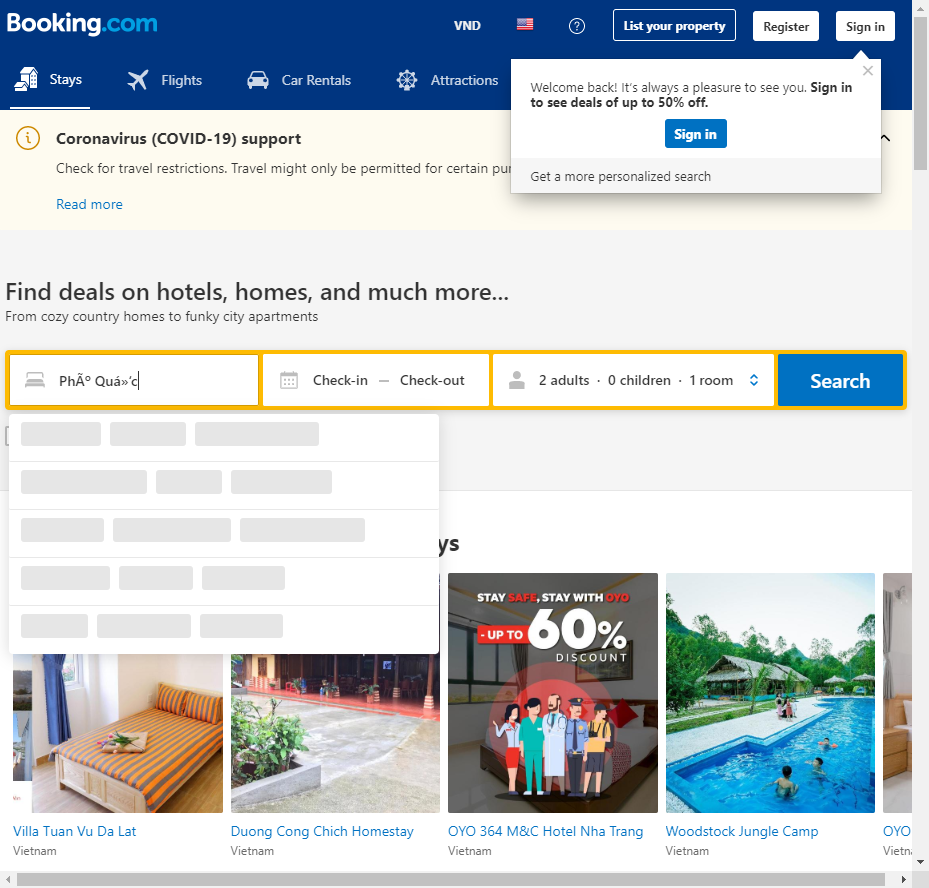 Booking.com
VND
List your property
Register
Sign in
Stays
Flights
Car Rentals
Attractions
Welcome back! It's always a pleasure to see you. Sign in
to see deals of up to 50% off.
Sign in
Get a more personalized search
Coronavirus (COVID-19) support
Check for travel restrictions. Travel might only be permitted for certain pur
Read more
Find deals on hotels, homes, and much more...
From cozy country homes to funky city apartments
PhÃº Quá»‘c
Check-in — Check-out
2 adults · 0 children · 1 room
Search
ys
STAY SAFE, STAY WITH OYO
- UP TO 60%
DISCOUNT
Villa Tuan Vu Da Lat
Vietnam
Duong Cong Chich Homestay
Vietnam
OYO 364 M&C Hotel Nha Trang
Vietnam
Woodstock Jungle Camp
Vietnam
OYO
Vietn